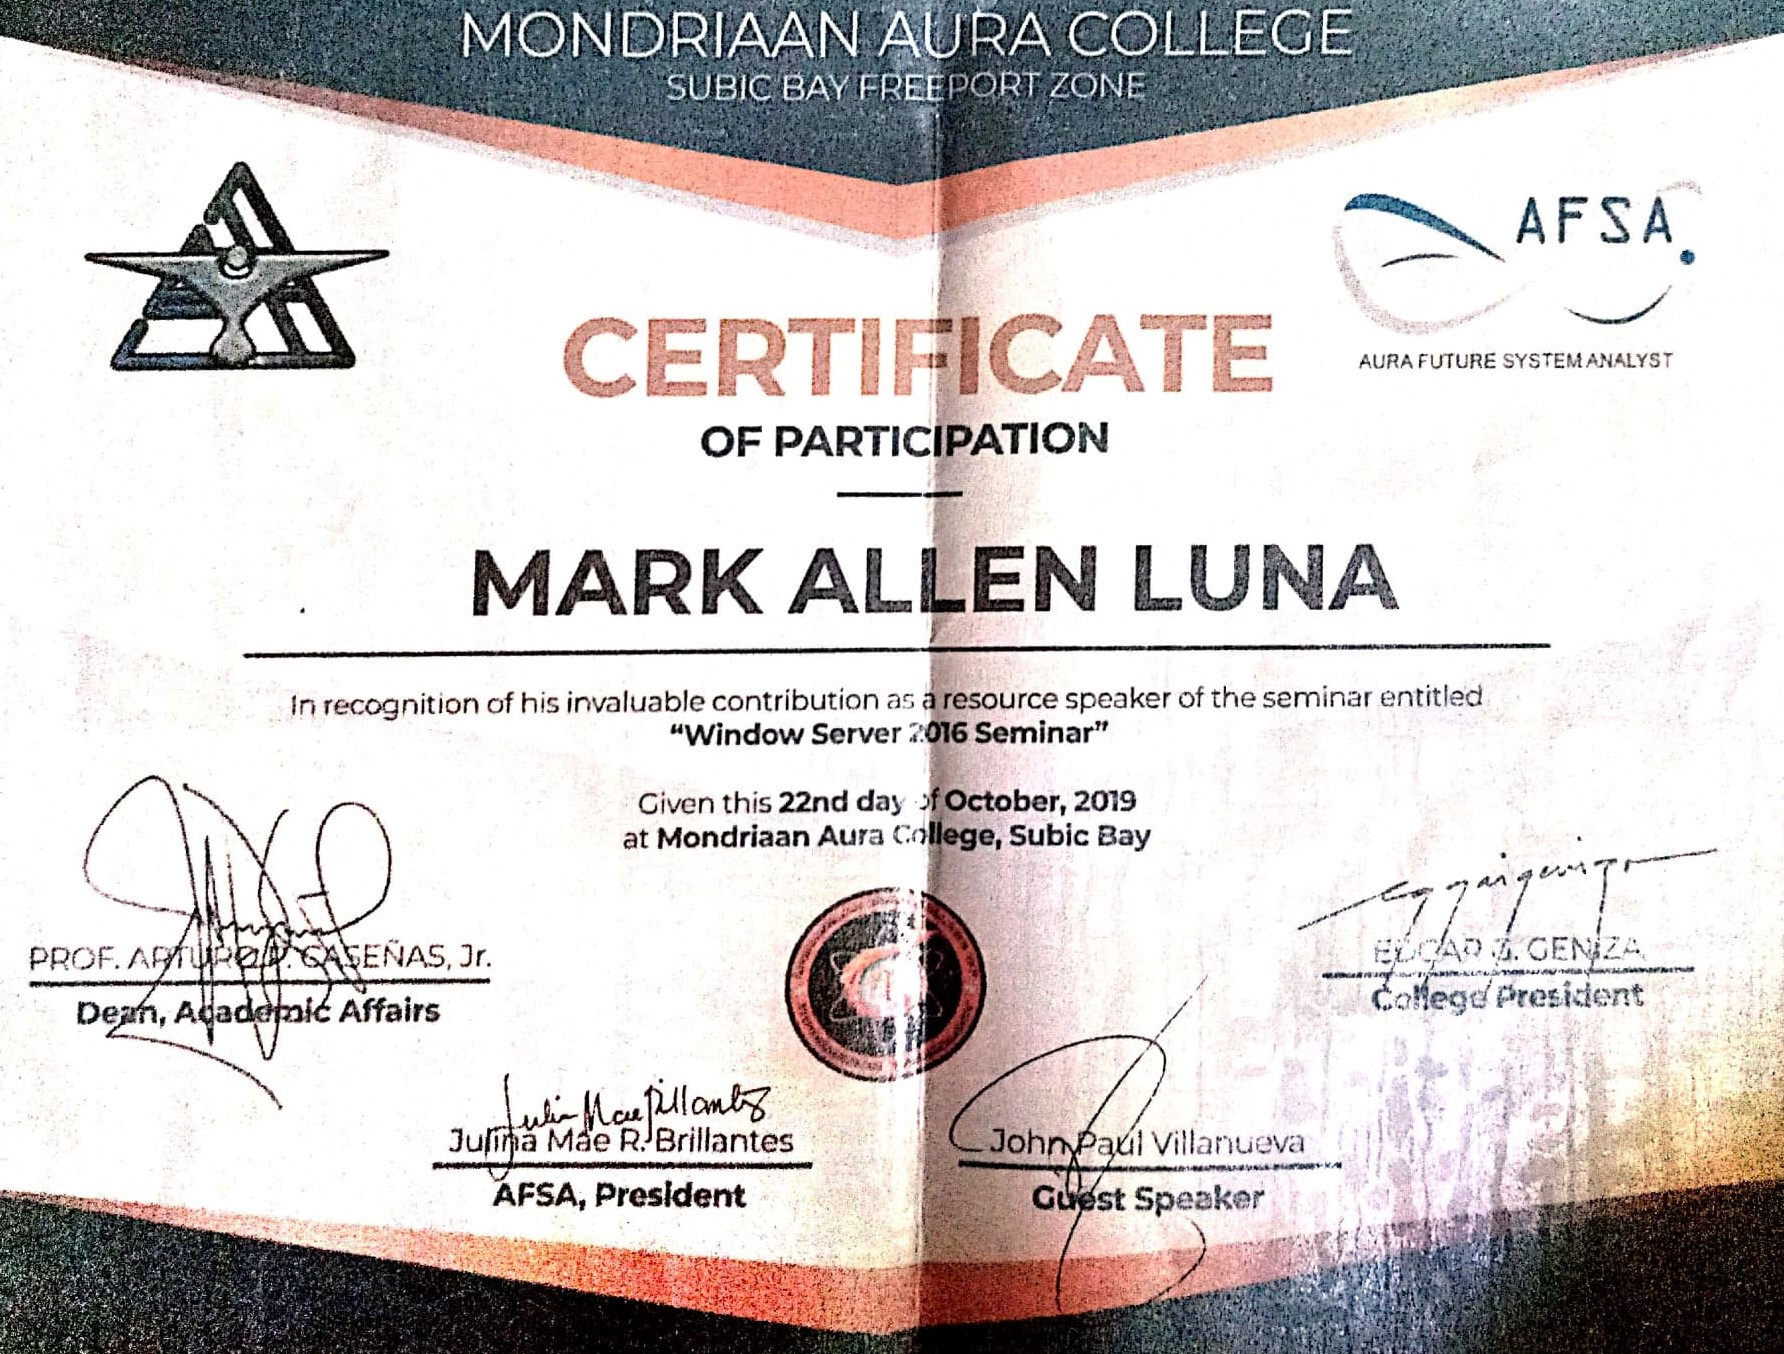 MONDRIAAN AURA COLLEGE
SUBIC BAY FREEPORT ZONE
AFSA
AURA FUTURE SYSTEM ANALYST
CERTIFICATE
OF PARTICIPATION
MARK ALLEN LUNA
In recognition of his invaluable contribution as a resource speaker of the seminar entitled
“Window Server 2016 Seminar”
Given this 22nd day of October, 2019
at Mondriaan Aura College, Subic Bay
PROF. ARTURO P. CASEÑAS, Jr.
Dean, Academic Affairs
EDGAR G. GENIZA
College President
Julina Mae R. Brillantes
AFSA, President
John Paul Villanueva
Guest Speaker